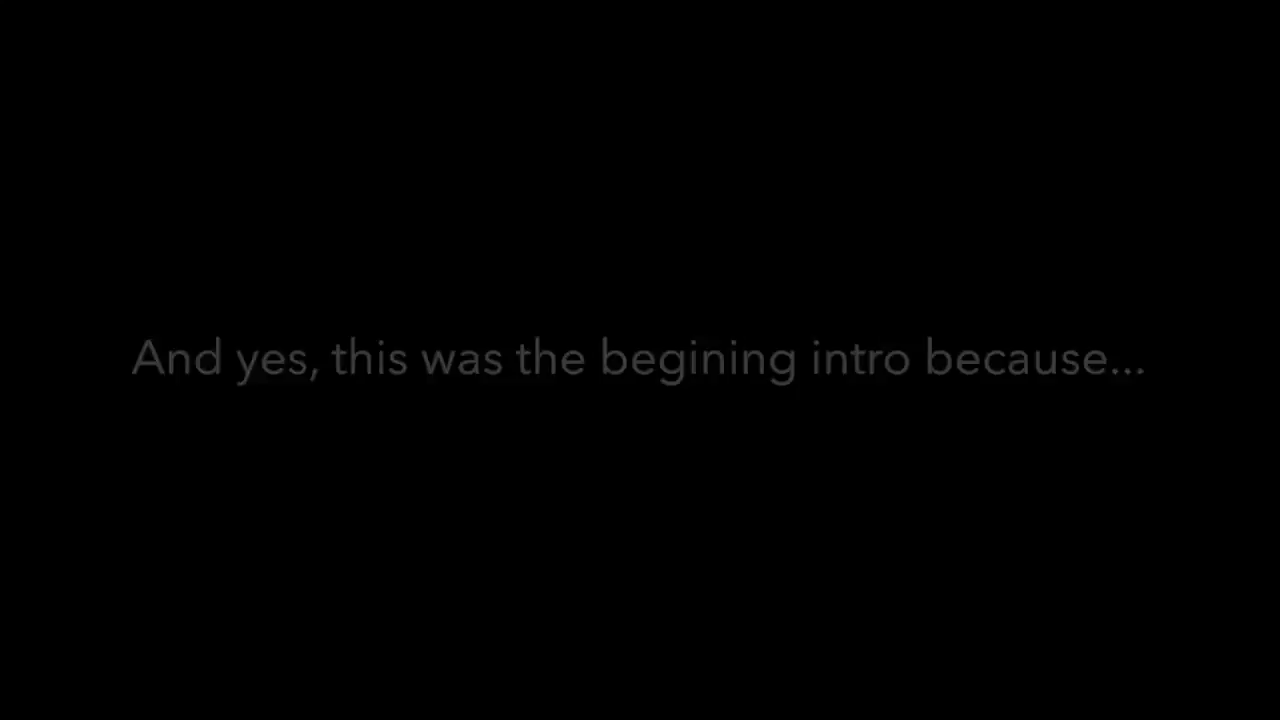 And yes, this was the begining intro because...